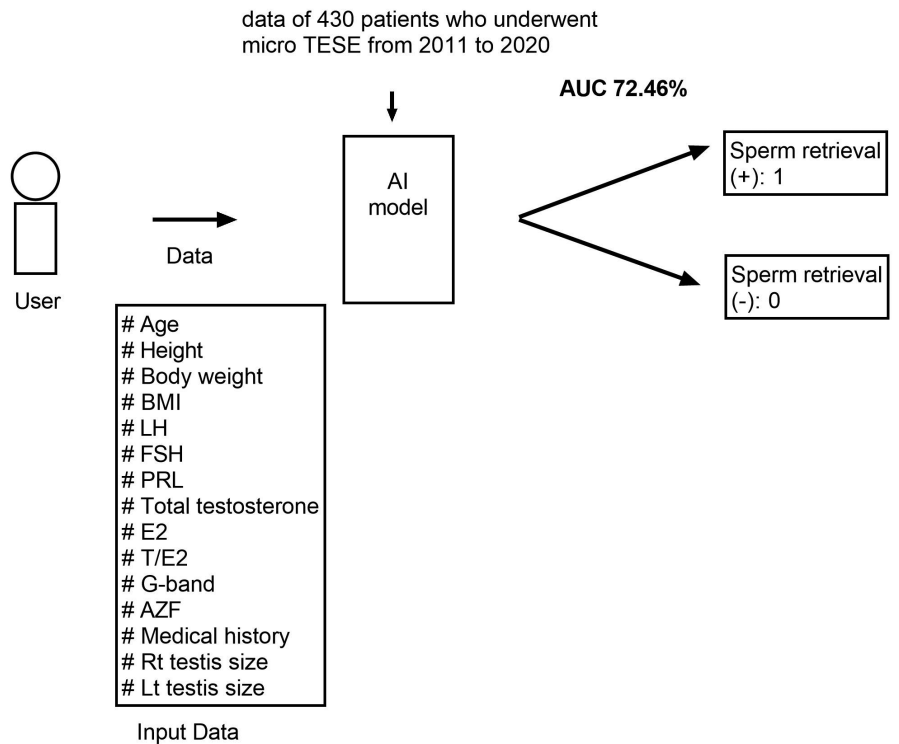 data of 430 patients who underwent
micro TESE from 2011 to 2020
AUC 72.46%
AI
model
Sperm retrieval
(+): 1
Data
Sperm retrieval
(-): 0
User
# Age
# Height
# Body weight
# BMI
# LH
# FSH
# PRL
# Total testosterone
# E2
# T/E2
# G-band
# AZF
# Medical history
# Rt testis size
# Lt testis size
Input Data